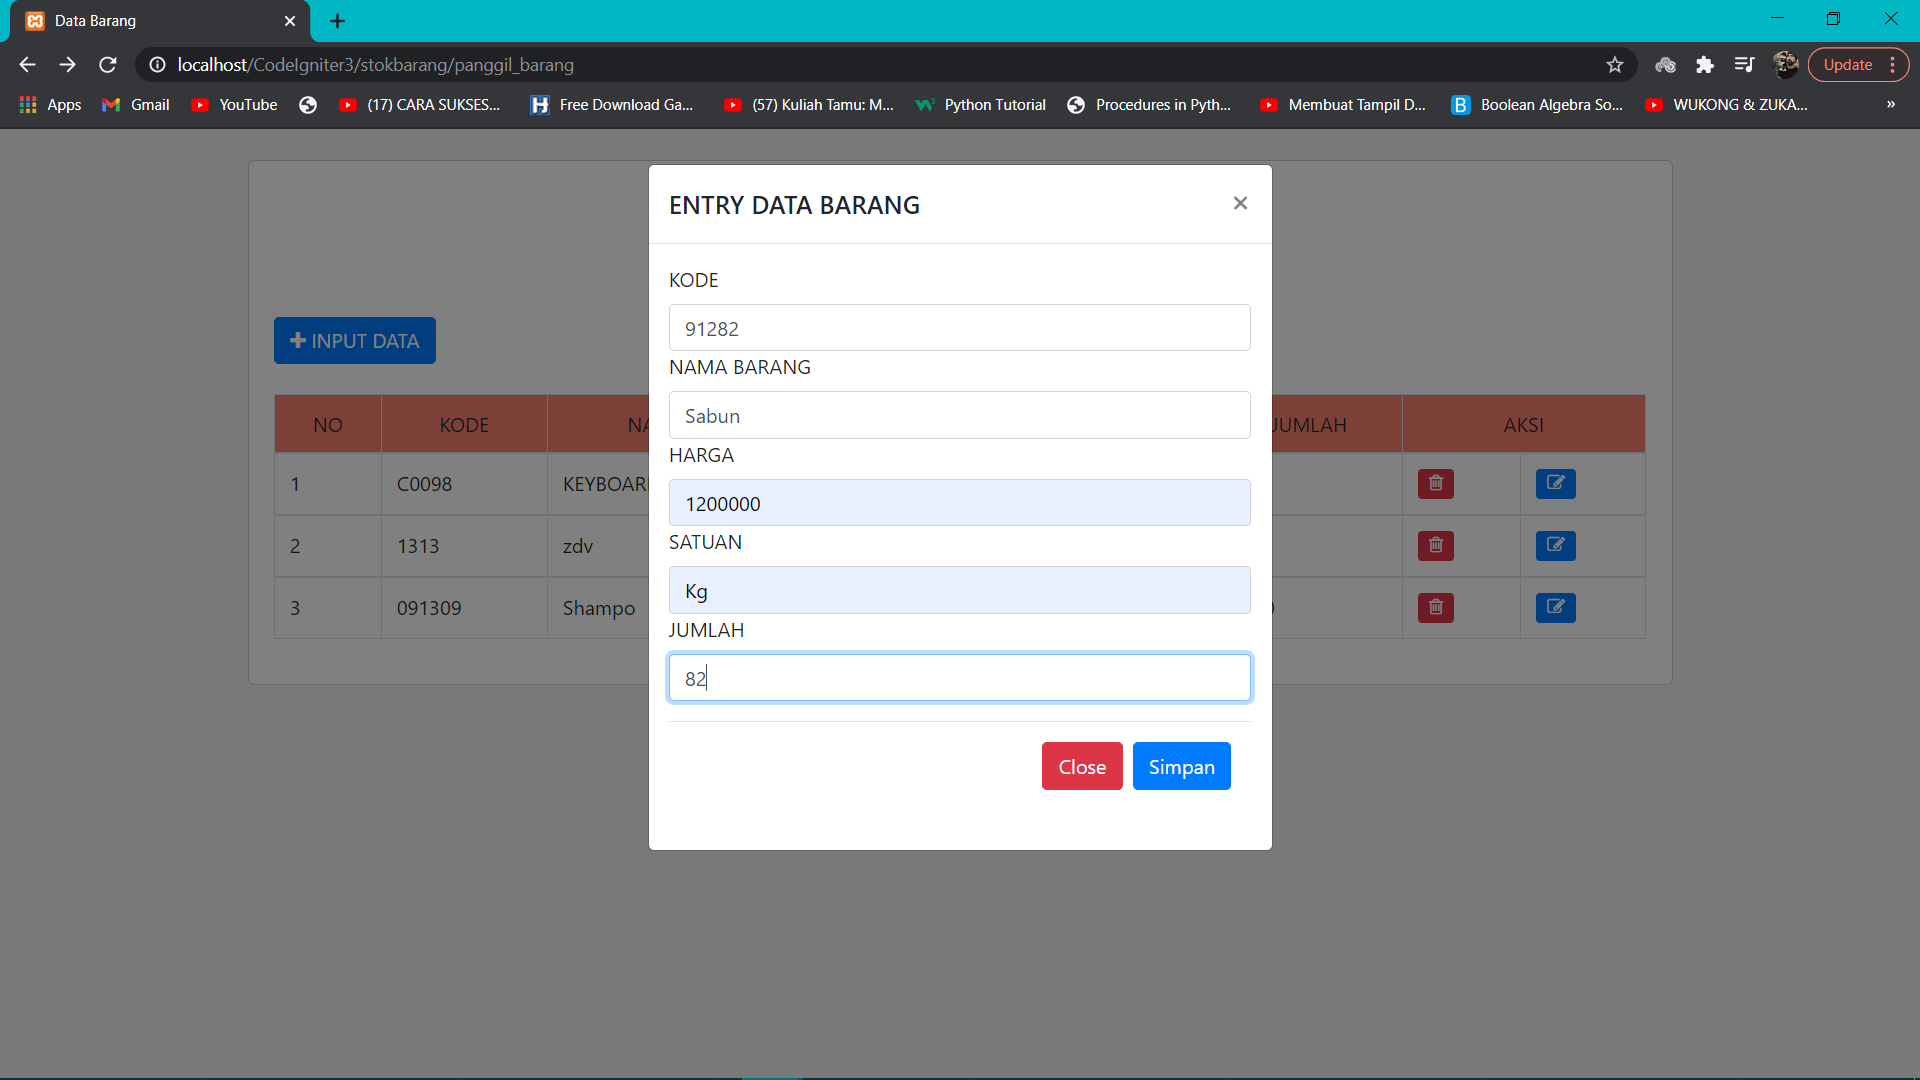 Data Barang
localhost/CodeIgniter3/stokbarang/panggil_barang
Update
Apps
Gmail
YouTube
(17) CARA SUKSES...
Free Download Ga...
(57) Kuliah Tamu: M...
Python Tutorial
Procedures in Pyth...
Membuat Tampil D...
Boolean Algebra So...
WUKONG & ZUKA...
»
ENTRY DATA BARANG
KODE
91282
NAMA BARANG
Sabun
HARGA
1200000
SATUAN
Kg
JUMLAH
82
Close
Simpan
INPUT DATA
NO KODE JUMLAH AKSI
1 C0098
2 1313 zdv
3 091309 Shampo